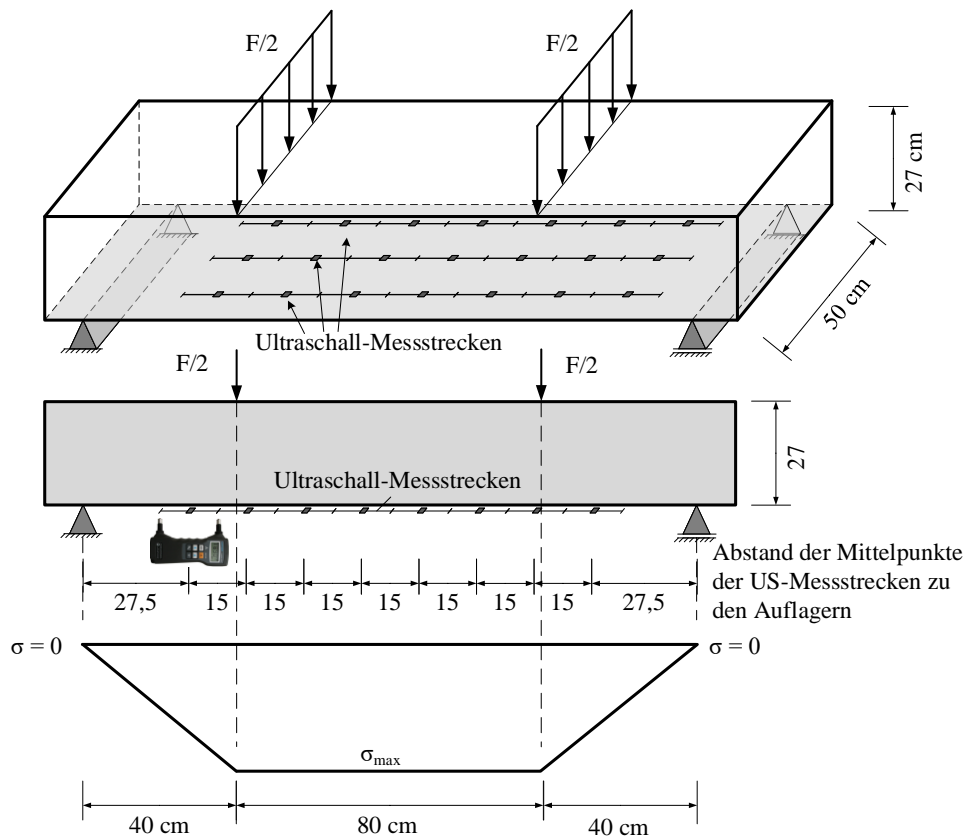 F/2
F/2
27 cm
50 cm
Ultraschall-Messstrecken
F/2
F/2
27
Ultraschall-Messstrecken
Abstand der Mittelpunkte
der US-Messstrecken zu
den Auflagern
27,5 15 15 15 15 15 15 15 27,5
σ = 0
σ = 0
σmax
40 cm 80 cm 40 cm